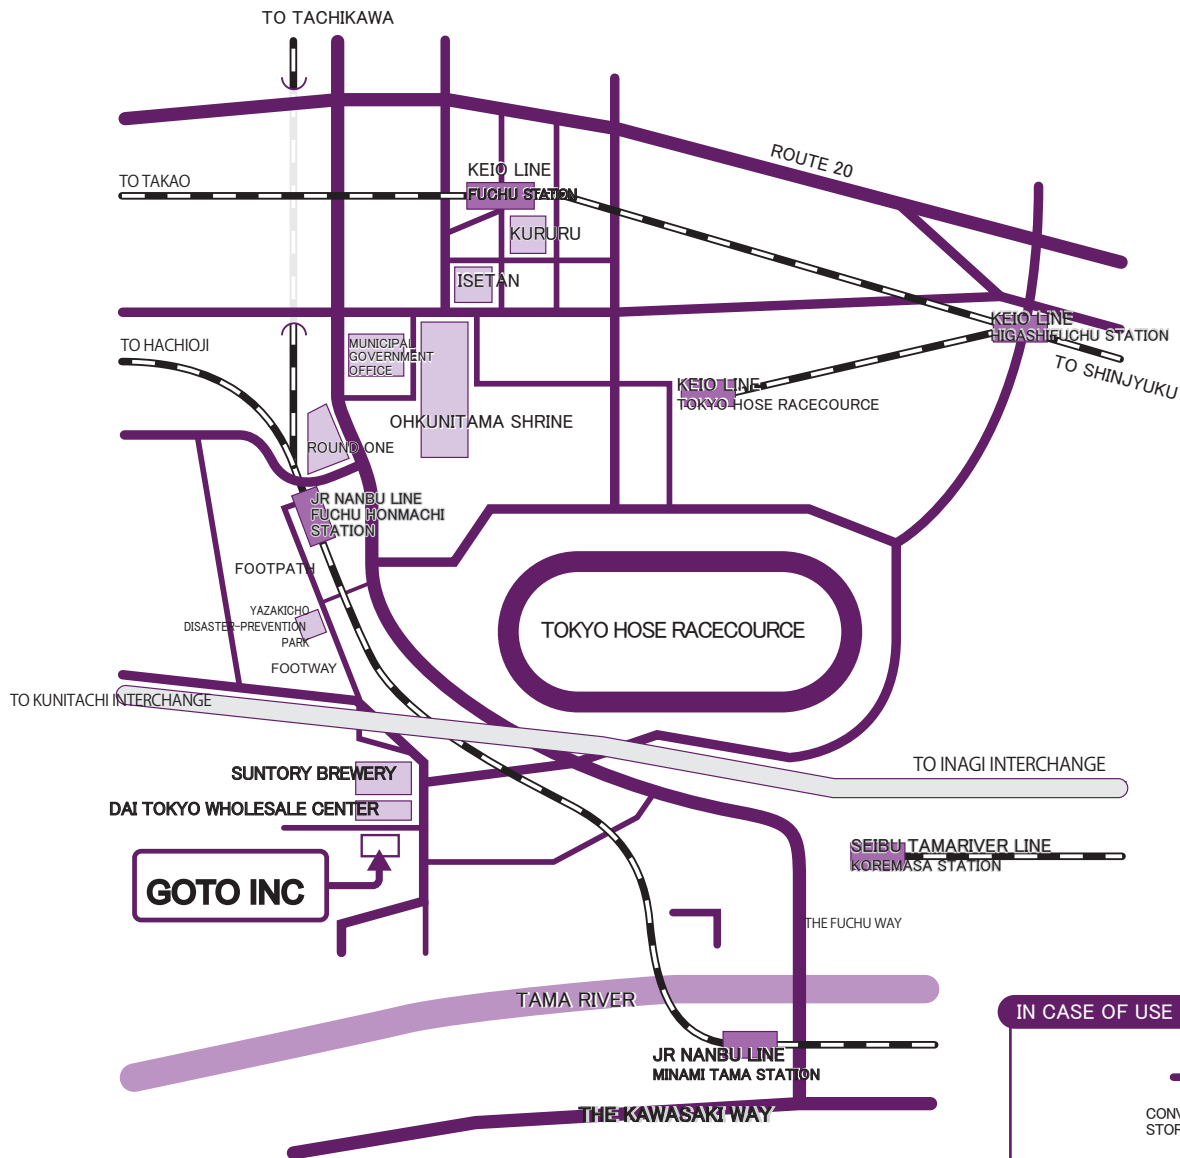 TO TACHIKAWA
ROUTE 20
KEIO LINE
FUCHU STATION
TO TAKAO
KURURU
ISETAN
KEIO LINE
HIGASHIFUCHU STATION
TO SHINJYUKU
TO HACHIOJI
MUNICIPAL
GOVERNMENT
OFFICE
KEIO LINE
TOKYO HOSE RACECOURCE
OHKUNITAMA SHRINE
ROUND ONE
JR NANBU LINE
FUCHU HONMACHI
STATION
FOOTPATH
YAZAKICHO
DISASTER-PREVENTION
PARK
FOOTWAY
TOKYO HOSE RACECOURCE
TO KUNITACHI INTERCHANGE
TO INAGI INTERCHANGE
SUNTORY BREWERY
DAI TOKYO WHOLESALE CENTER
GOTO INC
SEIBU TAMARIVER LINE
KOREMASA STATION
THE FUCHU WAY
TAMA RIVER
JR NANBU LINE
MINAMI TAMA STATION
THE KAWASAKI WAY
IN CASE OF USE